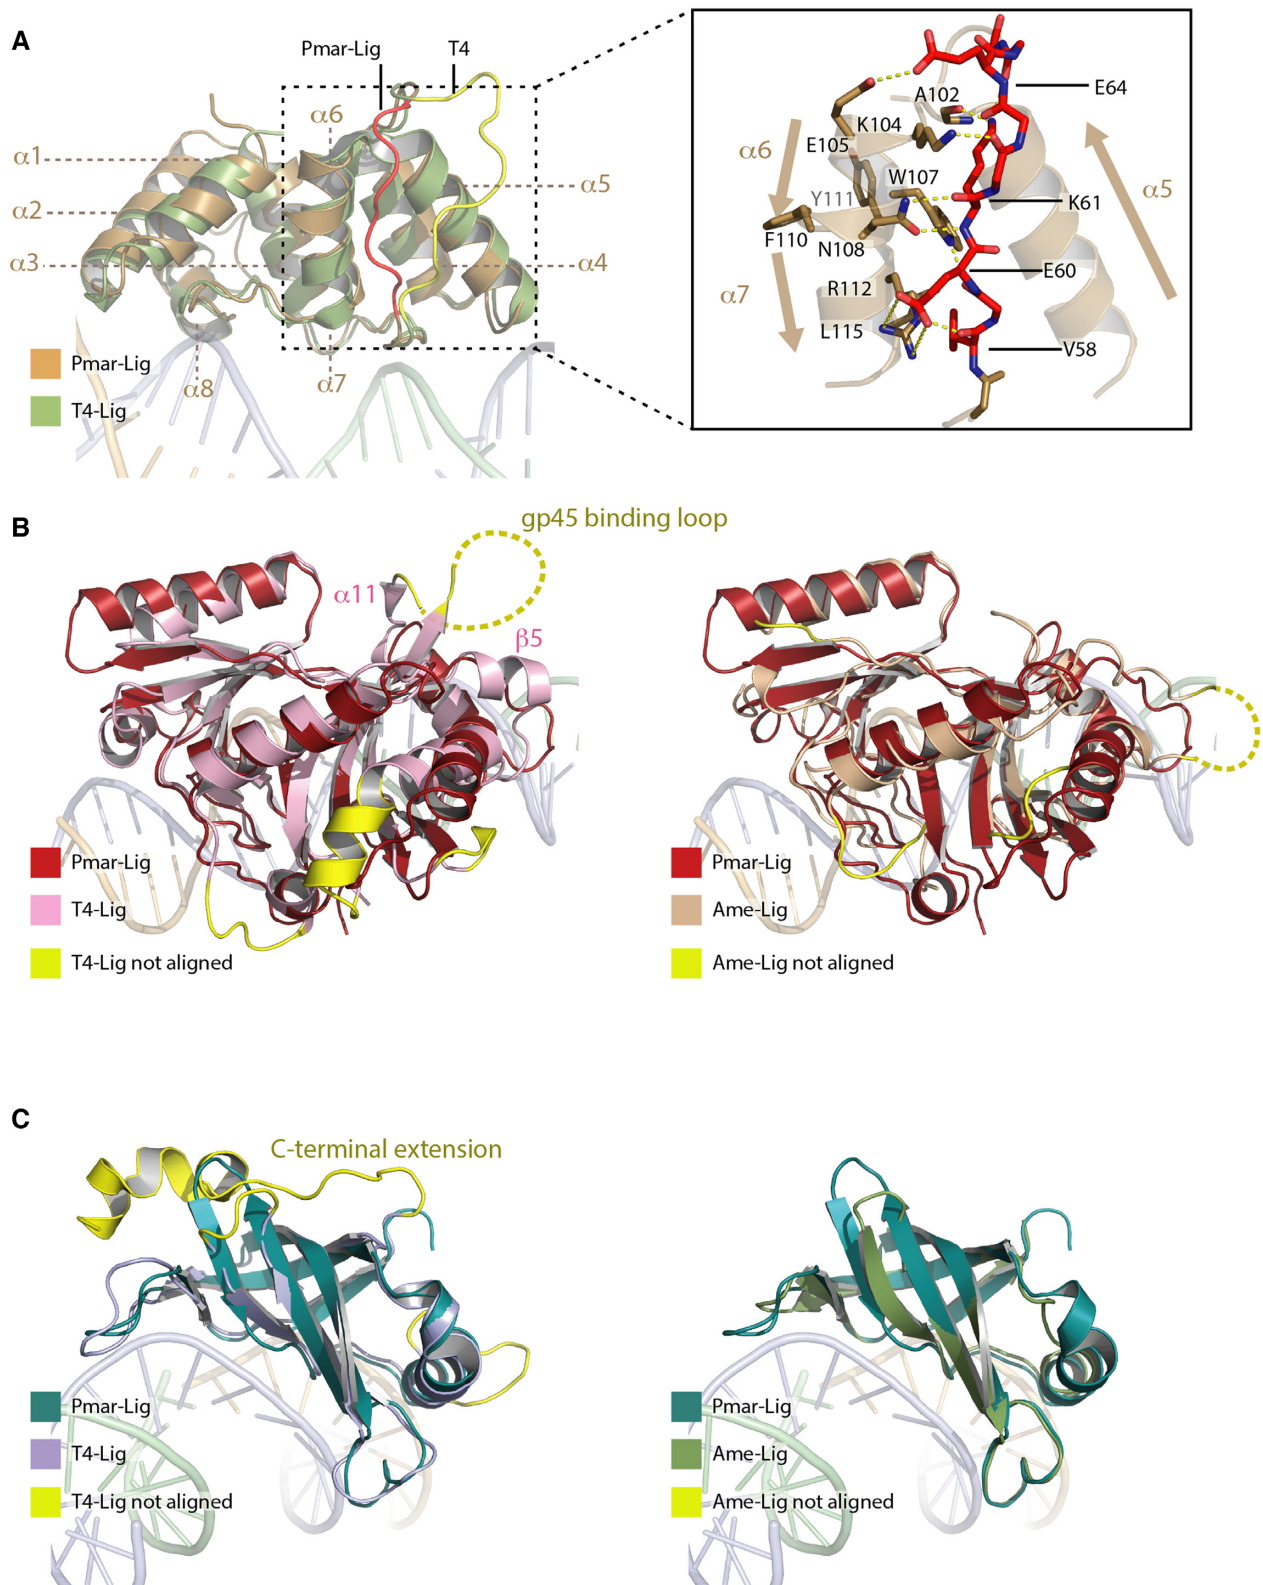 A
Pmar-Lig
T4
α6
α1
α2
α3
α5
α4
α8
α7
Pmar-Lig
T4-Lig
A102
E64
K104
α6
E105
W107
α5
Y111
K61
F110
N108
E60
α7
R112
L115
V58
B
gp45 binding loop
α11
β5
Pmar-Lig
T4-Lig
T4-Lig not aligned
Pmar-Lig
Ame-Lig
Ame-Lig not aligned
C
C-terminal extension
Pmar-Lig
T4-Lig
T4-Lig not aligned
Pmar-Lig
Ame-Lig
Ame-Lig not aligned